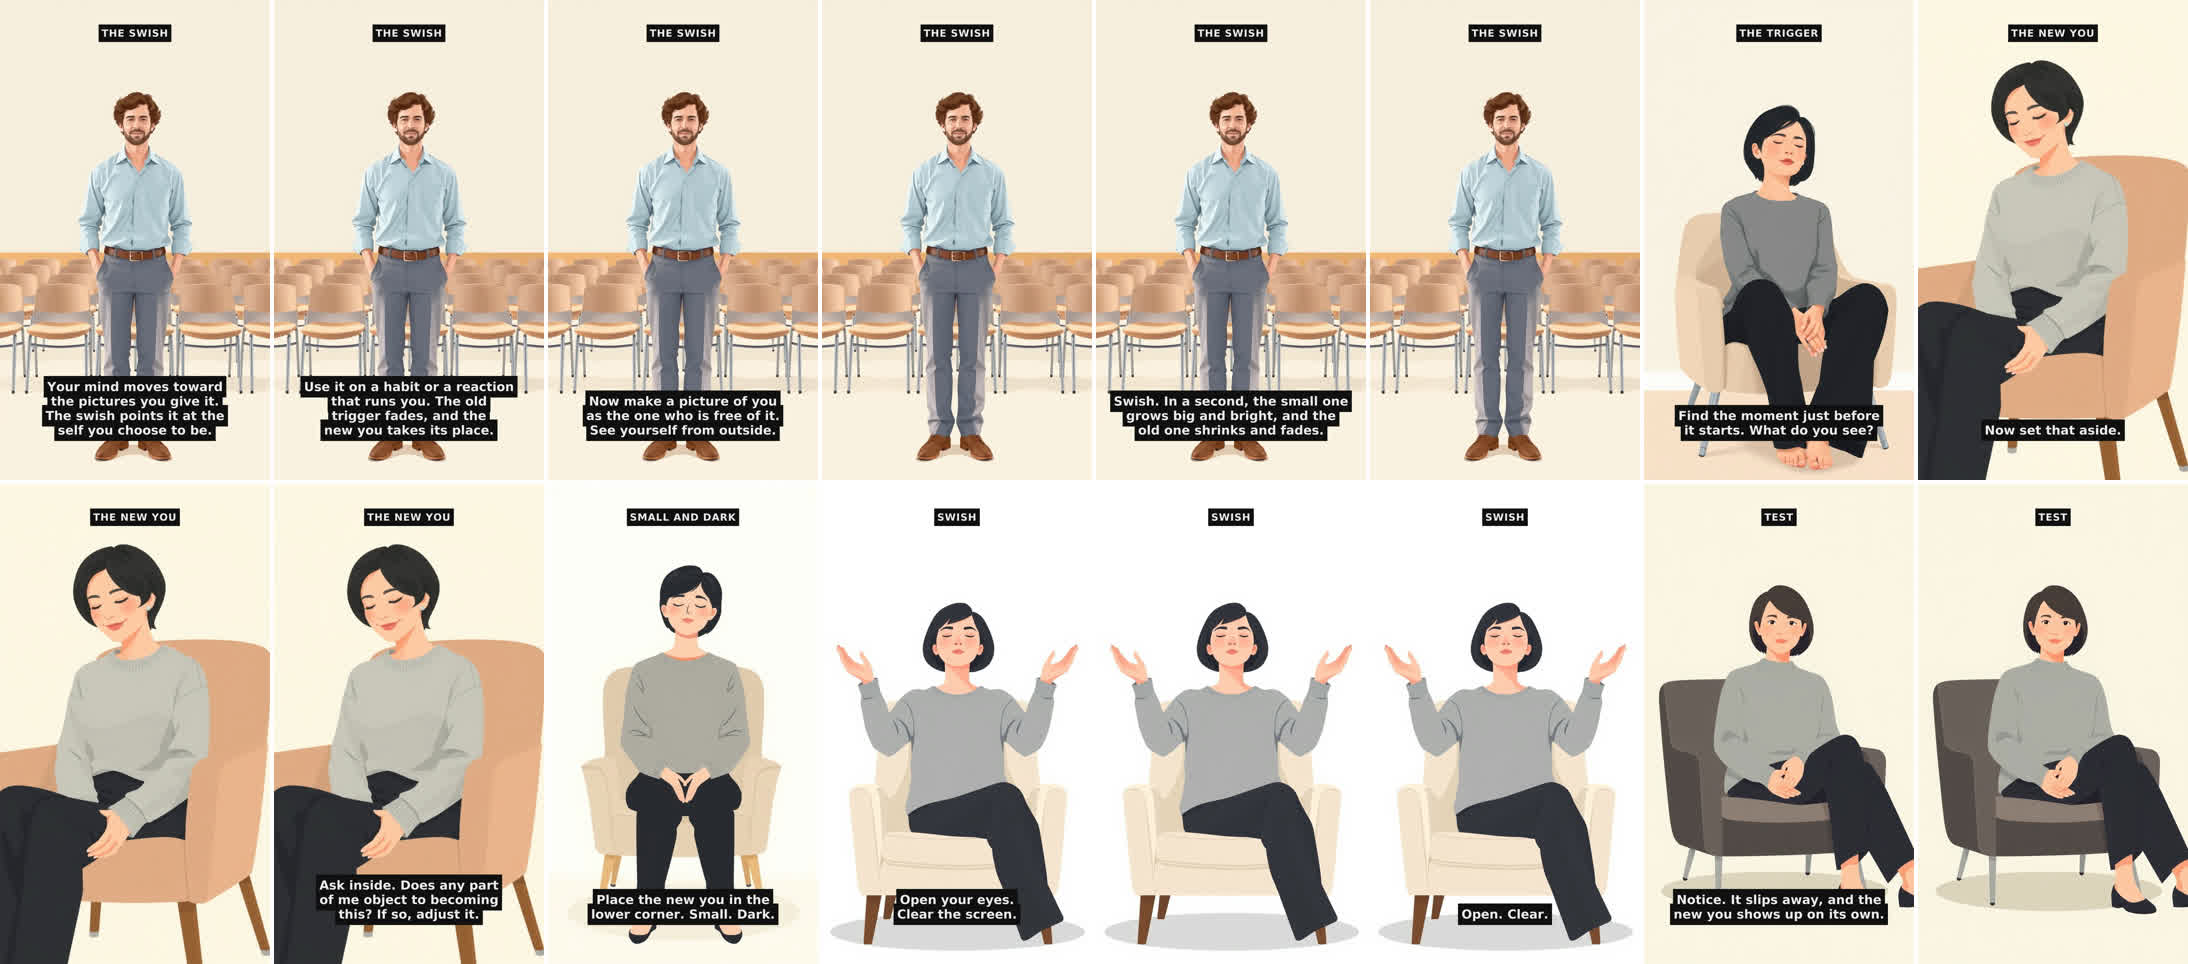 THE SWISH
Your mind moves toward
the pictures you give it.
The swish points it at the
self you choose to be.
THE SWISH
Use it on a habit or a reaction
that runs you. The old
trigger fades, and the
new you takes its place.
THE SWISH
Now make a picture of you
as the one who is free of it.
See yourself from outside.
THE SWISH
THE SWISH
Swish. In a second, the small one
grows big and bright, and the
old one shrinks and fades.
THE SWISH
THE TRIGGER
Find the moment just before
it starts. What do you see?
THE NEW YOU
Now set that aside.
THE NEW YOU
THE NEW YOU
Ask inside. Does any part
of me object to becoming
this? If so, adjust it.
SMALL AND DARK
Place the new you in the
lower corner. Small. Dark.
SWISH
Open your eyes.
Clear the screen.
SWISH
SWISH
Open. Clear.
TEST
Notice. It slips away, and the
new you shows up on its own.
TEST